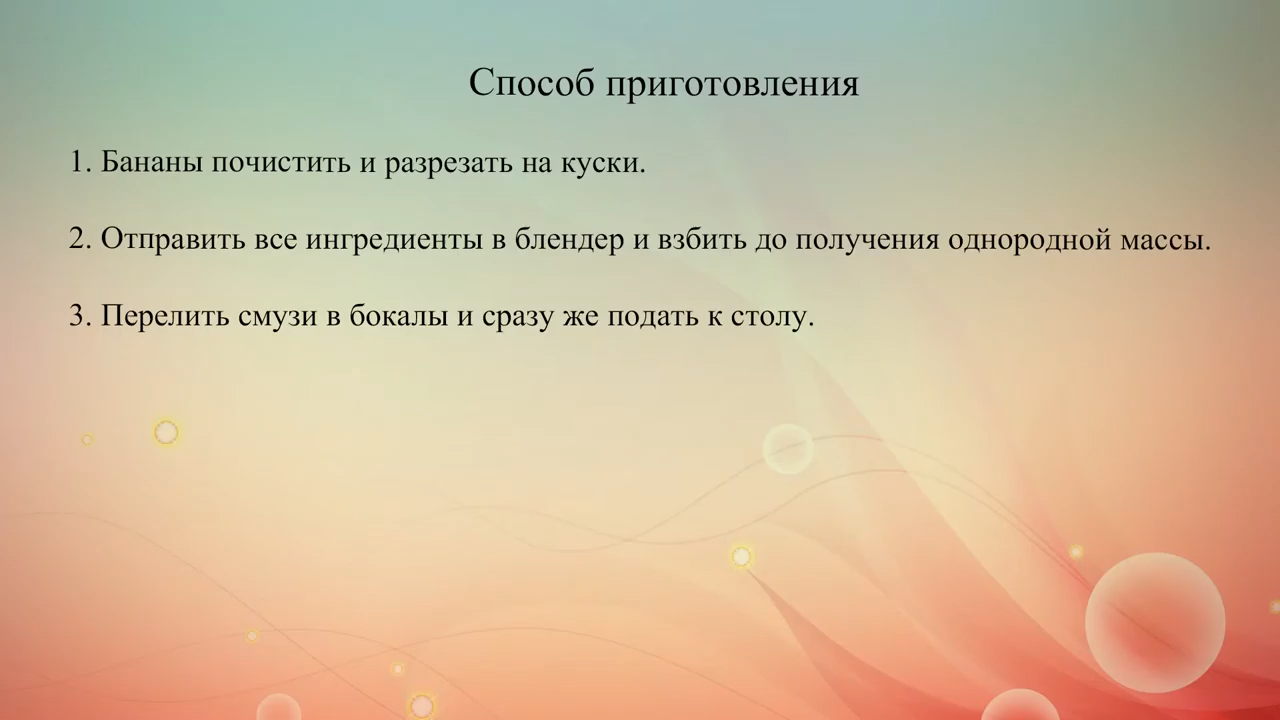 Способ приготовления
1. Бананы почистить и разрезать на куски.
2. Отправить все ингредиенты в блендер и взбить до получения однородной массы.
3. Перелить смузи в бокалы и сразу же подать к столу.